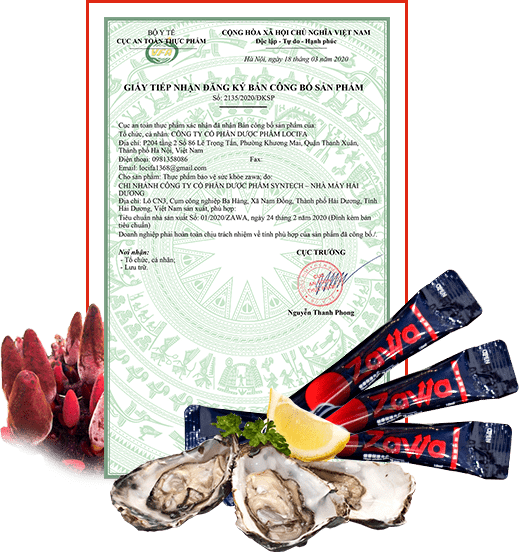 BỘ Y TẾ
CỤC AN TOÀN THỰC PHẨM
CỘNG HÒA XÃ HỘI CHỦ NGHĨA VIỆT NAM
Độc lập - Tự do - Hạnh phúc
Hà Nội, ngày 18 tháng 03 năm 2020
GIẤY TIẾP NHẬN ĐĂNG KÝ BẢN CÔNG BỐ SẢN PHẨM
Số: 2135/2020/ĐKSP
Cục an toàn thực phẩm xác nhận đã nhận Bản công bố sản phẩm của:
Tổ chức, cá nhân: CÔNG TY CỔ PHẦN DƯỢC PHẨM LOCIFA
Địa chỉ: P204 tầng 2 Số 86 Lê Trọng Tấn, Phường Khương Mai, Quận Thanh Xuân,
Thành phố Hà Nội, Việt Nam
Điện thoại: 0981358086 Fax:
Email: locifa1368@gmail.com
Cho sản phẩm: Thực phẩm bảo vệ sức khỏe zawa; do:
CHI NHÁNH CÔNG TY CỔ PHẦN DƯỢC PHẨM SYNTECH – NHÀ MÁY HẢI
DƯƠNG
Địa chỉ: Lô CN3, Cụm công nghiệp Ba Hàng, Xã Nam Đồng, Thành phố Hải Dương, Tỉnh
Hải Dương, Việt Nam sản xuất, phù hợp:
Tiêu chuẩn nhà sản xuất Số: 01/2020/ZAWA, ngày 24 tháng 2 năm 2020 (Đính kèm bản
tiêu chuẩn)
Doanh nghiệp phải hoàn toàn chịu trách nhiệm về tính phù hợp của sản phẩm đã công bố./.
Nơi nhận:
- Tổ chức, cá nhân;
- Lưu trữ.
CỤC TRƯỞNG
Nguyễn Thanh Phong
Zawa
Zawa
Zawa